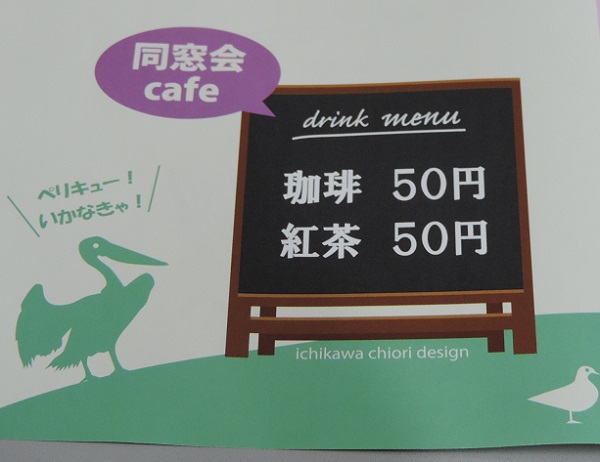 同窓会
cafe
drink menu
珈琲 50円
紅茶 50円
ペリキュー！
いかなきゃ！
ichikawa chiori design